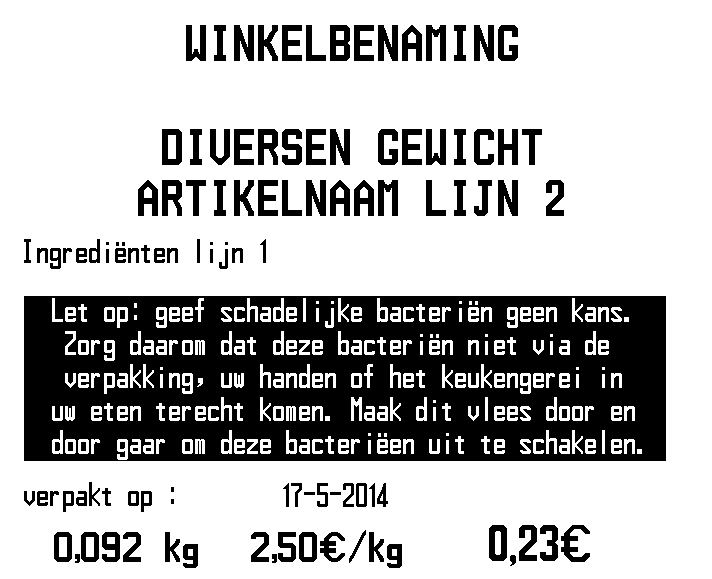 WINKELBENAMING
DIVERSEN GEWICHT
ARTIKELNAAM LIJN 2
Ingrediënten lijn 1
Let op: geef schadelijke bacteriën geen kans.
Zorg daarom dat deze bacteriën niet via de
verpakking, uw handen of het keukengerei in
uw eten terecht komen. Maak dit vlees door en
door gaar om deze bacteriëen uit te schakelen.
verpakt op : 17-5-2014
0,092 kg 2,50€/kg 0,23€